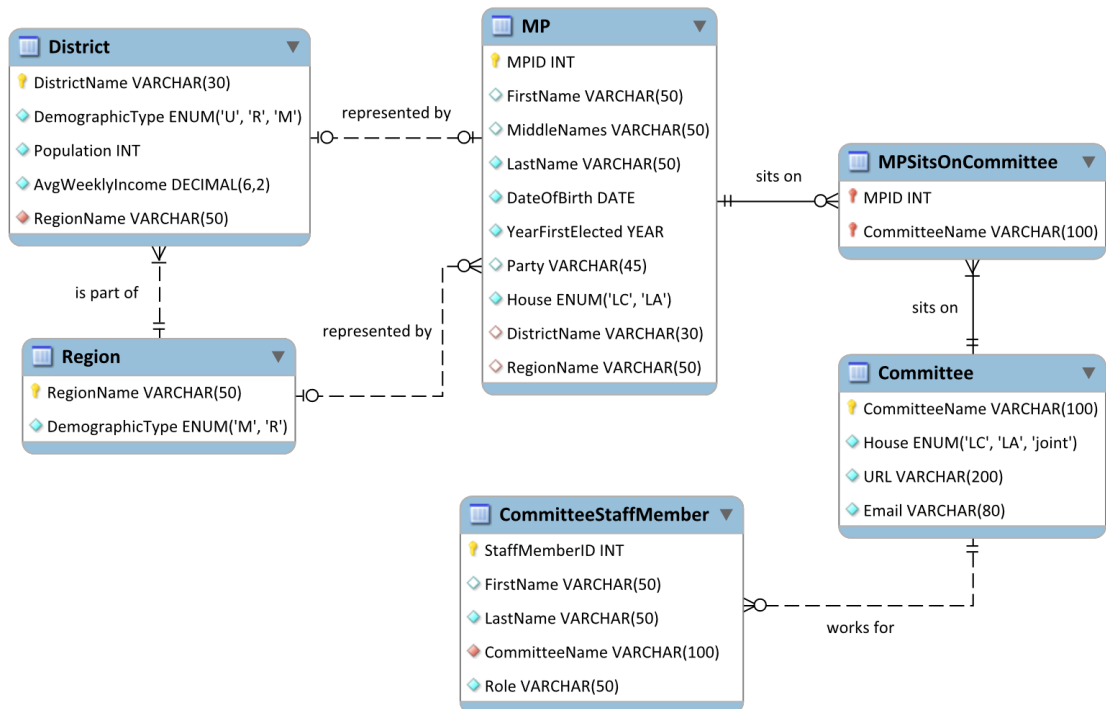 District
DistrictName VARCHAR(30)
DemographicType ENUM('U', 'R', 'M')
Population INT
AvgWeeklyIncome DECIMAL(6,2)
RegionName VARCHAR(50)
represented by
MP
MPID INT
FirstName VARCHAR(50)
MiddleNames VARCHAR(50)
LastName VARCHAR(50)
DateOfBirth DATE
YearFirstElected YEAR
Party VARCHAR(45)
House ENUM('LC', 'LA')
DistrictName VARCHAR(30)
RegionName VARCHAR(50)
sits on
MPSitsOnCommittee
MPID INT
CommitteeName VARCHAR(100)
is part of
represented by
sits on
Region
RegionName VARCHAR(50)
DemographicType ENUM('M', 'R')
Committee
CommitteeName VARCHAR(100)
House ENUM('LC', 'LA', 'joint')
URL VARCHAR(200)
Email VARCHAR(80)
CommitteeStaffMember
StaffMemberID INT
FirstName VARCHAR(50)
LastName VARCHAR(50)
CommitteeName VARCHAR(100)
Role VARCHAR(50)
works for